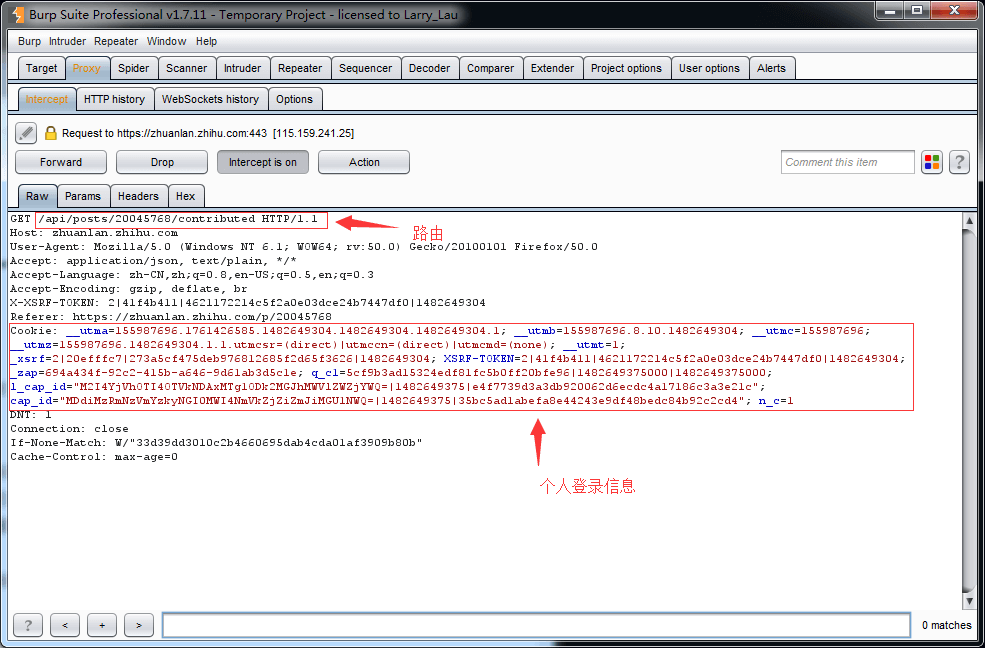 Burp Suite Professional v1.7.11 - Temporary Project - licensed to Larry_Lau
Burp Intruder Repeater Window Help
Target Proxy Spider Scanner Intruder Repeater Sequencer Decoder Comparer Extender Project options User options Alerts
Intercept HTTP history WebSockets history Options
Request to https://zhuanlan.zhihu.com:443 [115.159.241.25]
Forward Drop Intercept is on Action Comment this item ?
Raw Params Headers Hex
GET /api/posts/20045768/contributed HTTP/1.1
路由
Host: zhuanlan.zhihu.com
User-Agent: Mozilla/5.0 (Windows NT 6.1; WOW64; rv:50.0) Gecko/20100101 Firefox/50.0
Accept: application/json, text/plain, */*
Accept-Language: zh-CN,zh;q=0.8,en-US;q=0.5,en;q=0.3
Accept-Encoding: gzip, deflate, br
X-XSRF-TOKEN: 2|41f4b411|4621172214c5f2a0e03dce24b7447df0|1482649304
Referer: https://zhuanlan.zhihu.com/p/20045768
Cookie: __utma=155987696.1761426585.1482649304.1482649304.1482649304.1; __utmb=155987696.8.10.1482649304; __utmc=155987696;
__utmz=155987696.1482649304.1.1.utmcsr=(direct)|utmccn=(direct)|utmcmd=(none); __utmt=1;
_xsrf=2|20efffc7|273a5cf475deb976812685f2d65f3626|1482649304; XSRF-TOKEN=2|41f4b411|4621172214c5f2a0e03dce24b7447df0|1482649304;
_zap=694a434f-92c2-415b-a646-9d61ab3d5c1e; q_c1=5cf9b3ad15324edf81fc5b0ff20bfe96|1482649375000|1482649375000;
l_cap_id="M2I4YjVhOTI4OTVkNDAxMTg1ODk2MGJhMWV1ZWZjYWQ=|1482649375|e4f7739d3a3db920062d6ecdc4a17186c3a3e21c";
cap_id="MDdiMzRmNzVmYzkyNGI0MWI4NmVkZjZiZmJiMGU1NWQ=|1482649375|35bc5ad1abefa8e44243e9df48bedc84b92c2cd4"; n_c=1
DNT: 1
Connection: close
If-None-Match: W/"33d39dd3010c2b4660695dab4cda01af3909b80b"
Cache-Control: max-age=0
个人登录信息
? < + > 0 matches